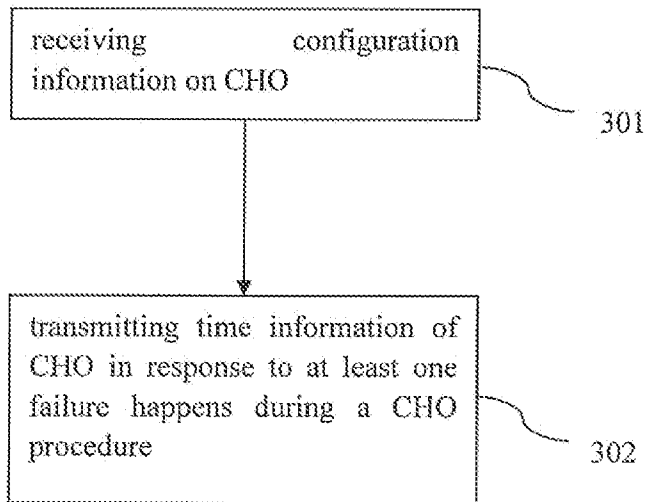 receiving configuration
information on CHO
301
transmitting time information of
CHO in response to at least one
failure happens during a CHO
procedure
302